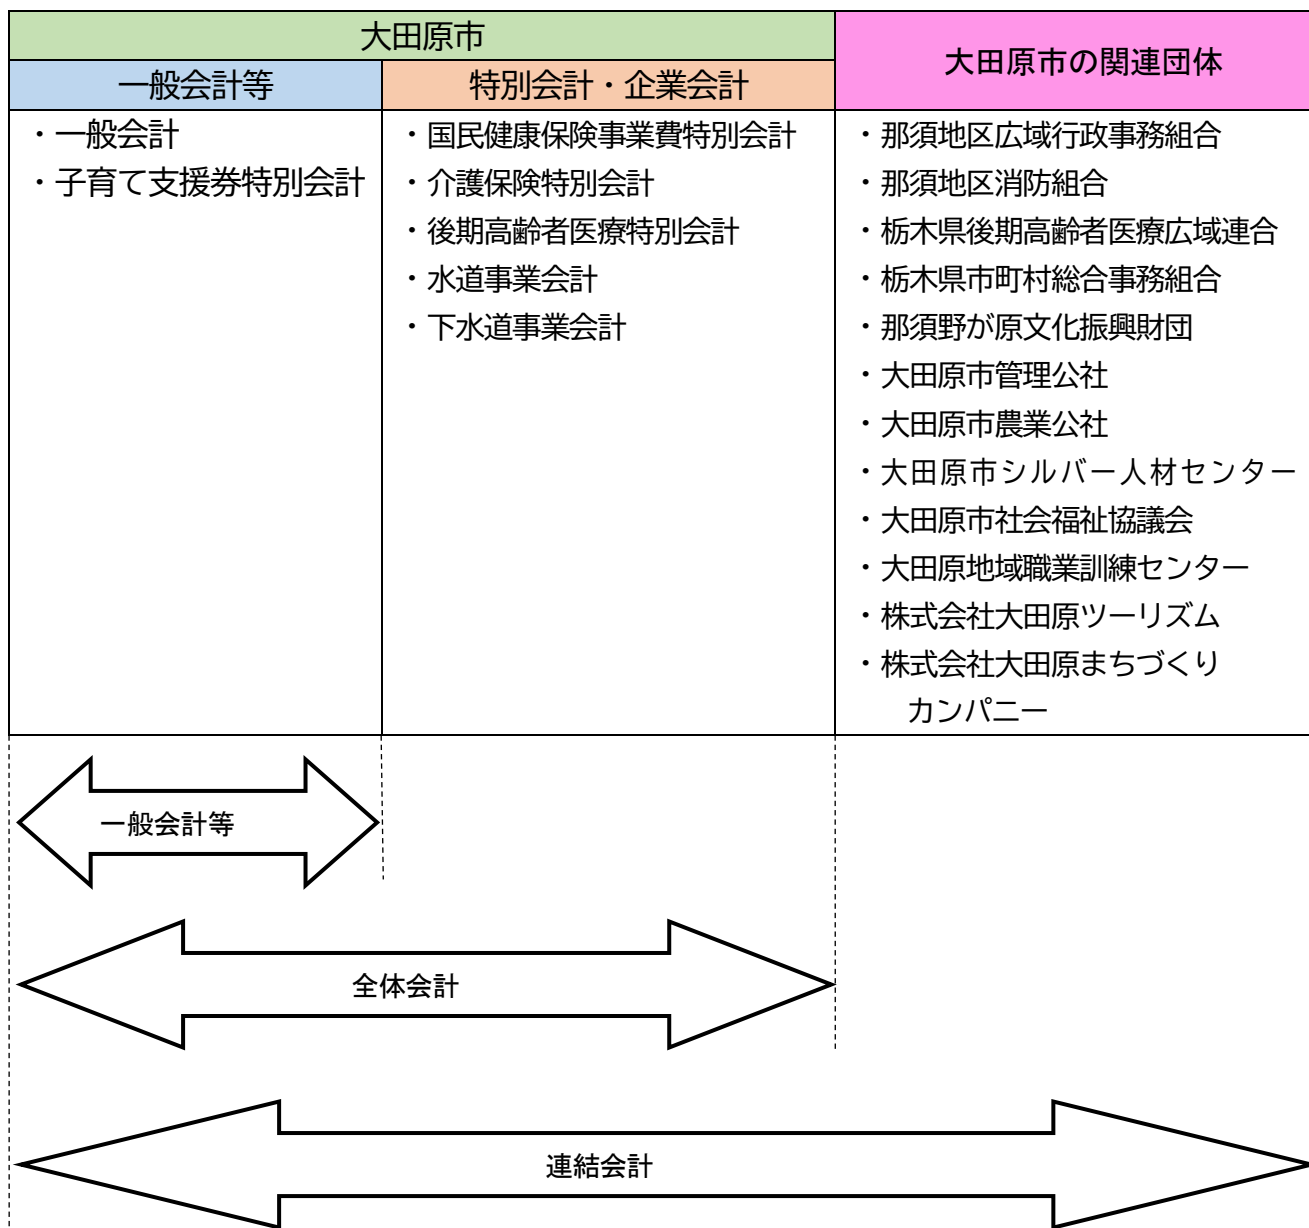 大田原市
大田原市の関連団体
一般会計等
特別会計・企業会計
・一般会計
・子育て支援券特別会計
・国民健康保険事業費特別会計
・介護保険特別会計
・後期高齢者医療特別会計
・水道事業会計
・下水道事業会計
・那須地区広域行政事務組合
・那須地区消防組合
・栃木県後期高齢者医療広域連合
・栃木県市町村総合事務組合
・那須野が原文化振興財団
・大田原市管理公社
・大田原市農業公社
・大田原市シルバー人材センター
・大田原市社会福祉協議会
・大田原地域職業訓練センター
・株式会社大田原ツーリズム
・株式会社大田原まちづくり
カンパニー
一般会計等
全体会計
連結会計